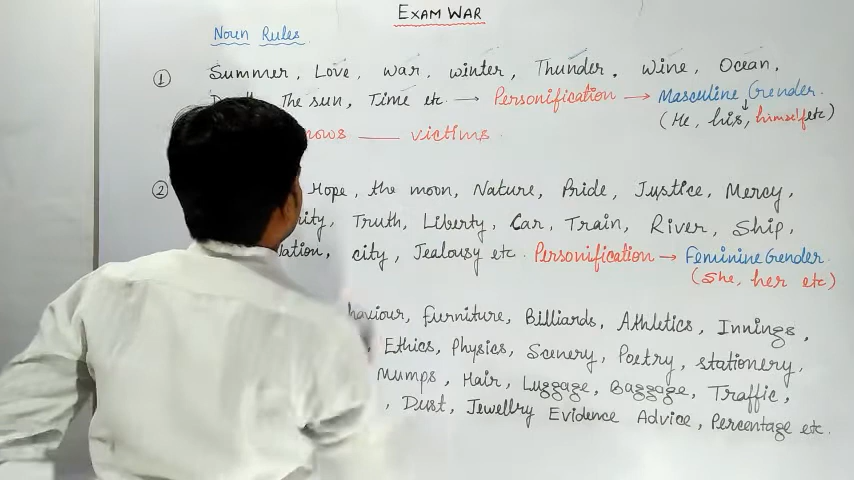 EXAM WAR
Noun Rules
① Summer, Love, war, winter, Thunder, Wine, Ocean,
The sun, Time etc → Personification → Masculine Gender
(He, his, himself etc)
victims
② Hope, the moon, Nature, Pride, Justice, Mercy,
Truth, Liberty, Car, Train, River, Ship,
city, Jealousy etc. Personification → Feminine Gender
(she, her etc)
furniture, Billiards, Athletics, Innings,
Ethics, Physics, Scenery, Poetry, stationery,
Mumps, Hair, Luggage, Baggage, Traffic,
, Dust, Jewellry Evidence Advice, Percentage etc.